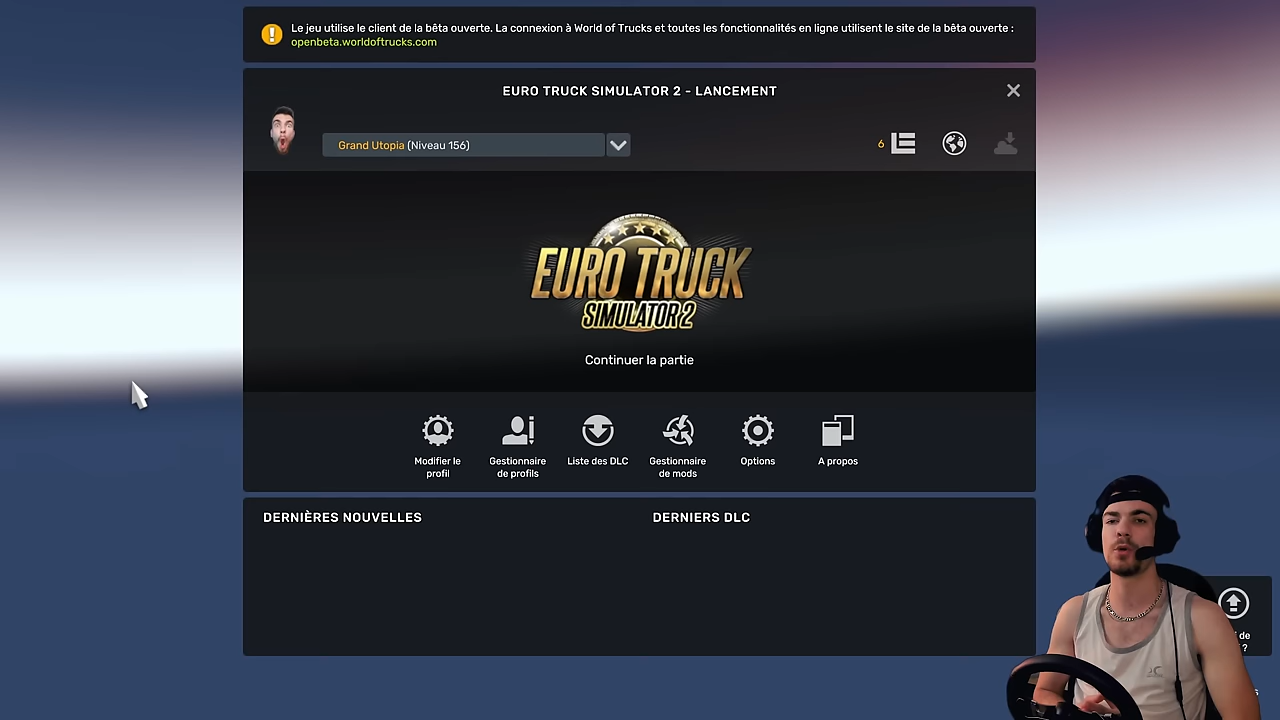 Le jeu utilise le client de la bêta ouverte. La connexion à World of Trucks et toutes les fonctionnalités en ligne utilisent le site de la bêta ouverte :
openbeta.worldoftrucks.com
EURO TRUCK SIMULATOR 2 - LANCEMENT
Grand Utopia (Niveau 156)
6
EURO TRUCK
SIMULATOR 2
Continuer la partie
Modifier le
profil
Gestionnaire
de profils
Liste des DLC
Gestionnaire
de mods
Options
A propos
DERNIÈRES NOUVELLES
DERNIERS DLC
de
?